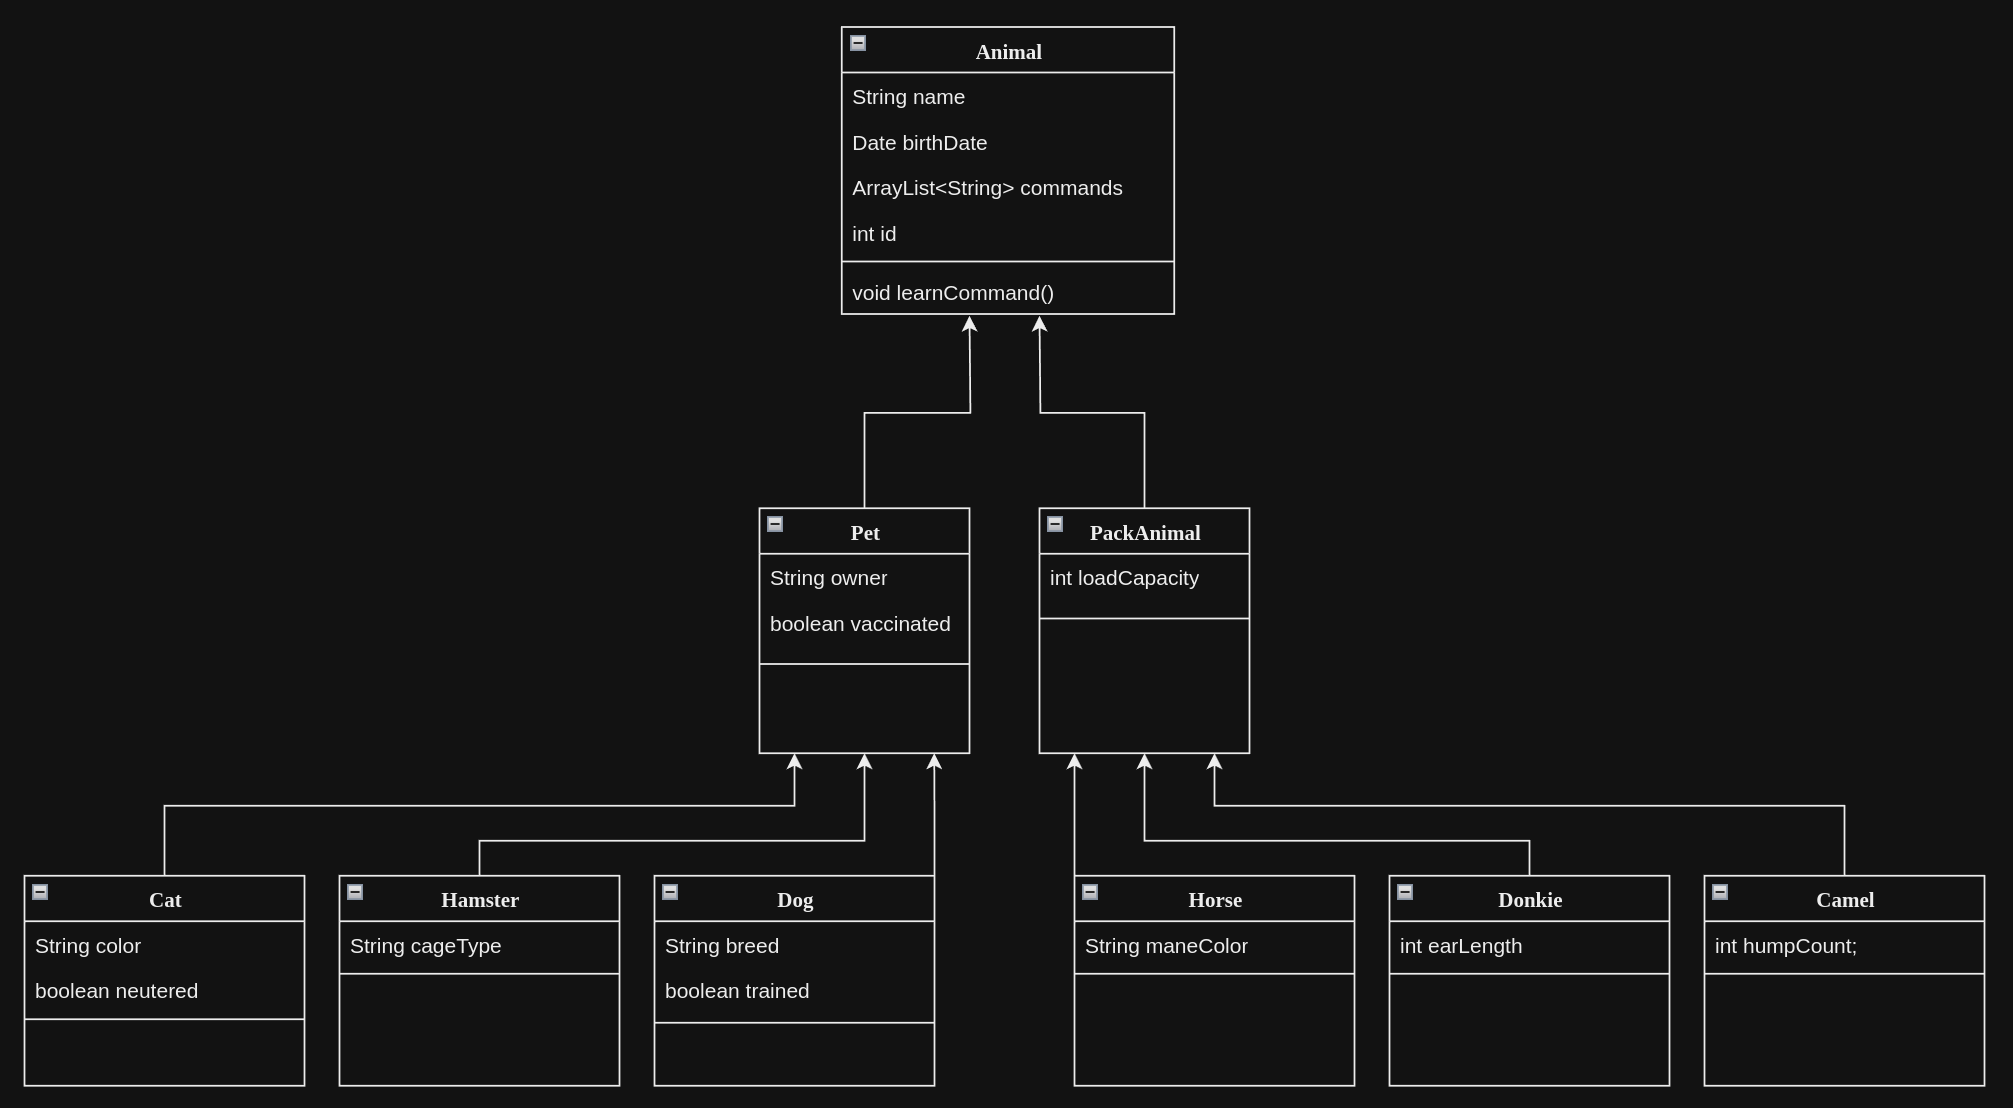 Animal
String name
Date birthDate
ArrayList<String> commands
int id
void learnCommand()
Pet
String owner
boolean vaccinated
PackAnimal
int loadCapacity
Cat
String color
boolean neutered
Hamster
String cageType
Dog
String breed
boolean trained
Horse
String maneColor
Donkie
int earLength
Camel
int humpCount;